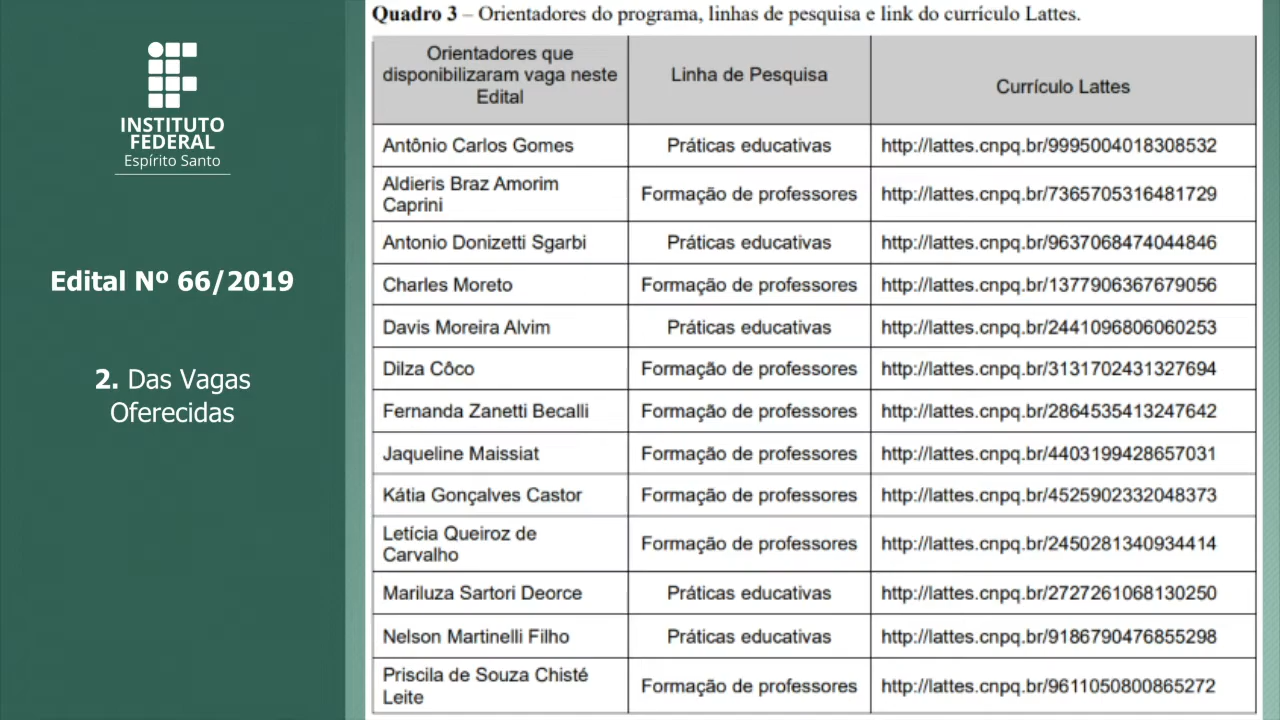 INSTITUTO
FEDERAL
Espírito Santo
Edital Nº 66/2019
2. Das Vagas
Oferecidas
Quadro 3 – Orientadores do programa, linhas de pesquisa e link do currículo Lattes.
Orientadores que
disponibilizaram vaga neste
Edital
Linha de Pesquisa
Currículo Lattes
Antônio Carlos Gomes
Práticas educativas
http://lattes.cnpq.br/9995004018308532
Aldieris Braz Amorim
Caprini
Formação de professores
http://lattes.cnpq.br/7365705316481729
Antonio Donizetti Sgarbi
Práticas educativas
http://lattes.cnpq.br/9637068474044846
Charles Moreto
Formação de professores
http://lattes.cnpq.br/1377906367679056
Davis Moreira Alvim
Práticas educativas
http://lattes.cnpq.br/2441096806060253
Dilza Côco
Formação de professores
http://lattes.cnpq.br/3131702431327694
Fernanda Zanetti Becalli
Formação de professores
http://lattes.cnpq.br/2864535413247642
Jaqueline Maissiat
Formação de professores
http://lattes.cnpq.br/4403199428657031
Kátia Gonçalves Castor
Formação de professores
http://lattes.cnpq.br/4525902332048373
Letícia Queiroz de
Carvalho
Formação de professores
http://lattes.cnpq.br/2450281340934414
Mariluza Sartori Deorce
Práticas educativas
http://lattes.cnpq.br/2727261068130250
Nelson Martinelli Filho
Práticas educativas
http://lattes.cnpq.br/9186790476855298
Priscila de Souza Chisté
Leite
Formação de professores
http://lattes.cnpq.br/9611050800865272